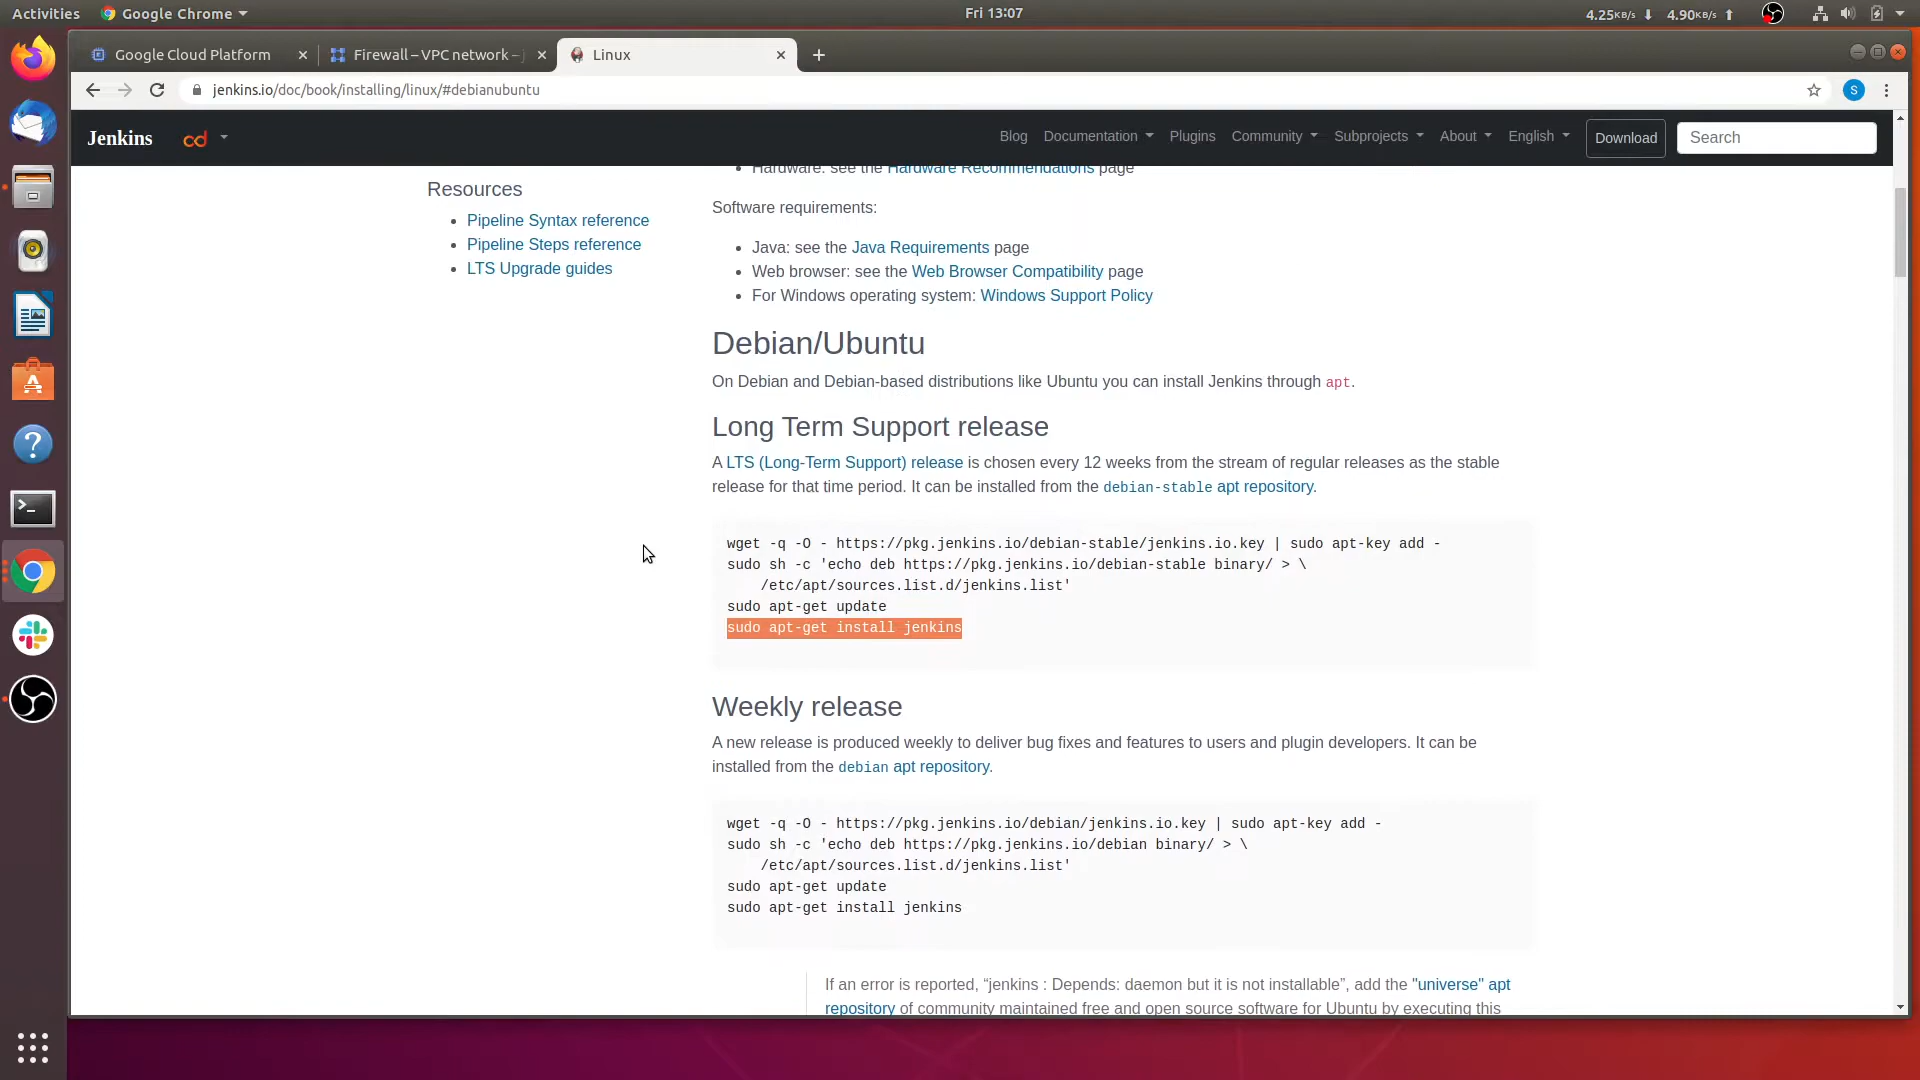 Activities
Google Chrome
Fri 13:07
4.25KB/s
4.90KB/s
Google Cloud Platform
Firewall – VPC network – j
Linux
jenkins.io/doc/book/installing/linux/#debianubuntu
S
Jenkins
cd
Blog
Documentation
Plugins
Community
Subprojects
About
English
Download
Search
Resources
Pipeline Syntax reference
Pipeline Steps reference
LTS Upgrade guides
Hardware: see the Hardware Recommendations page
Software requirements:
Java: see the Java Requirements page
Web browser: see the Web Browser Compatibility page
For Windows operating system: Windows Support Policy
Debian/Ubuntu
On Debian and Debian-based distributions like Ubuntu you can install Jenkins through apt.
Long Term Support release
A LTS (Long-Term Support) release is chosen every 12 weeks from the stream of regular releases as the stable
release for that time period. It can be installed from the debian-stable apt repository.
wget -q -O - https://pkg.jenkins.io/debian-stable/jenkins.io.key | sudo apt-key add -
sudo sh -c 'echo deb https://pkg.jenkins.io/debian-stable binary/ > \
/etc/apt/sources.list.d/jenkins.list'
sudo apt-get update
sudo apt-get install jenkins
Weekly release
A new release is produced weekly to deliver bug fixes and features to users and plugin developers. It can be
installed from the debian apt repository.
wget -q -O - https://pkg.jenkins.io/debian/jenkins.io.key | sudo apt-key add -
sudo sh -c 'echo deb https://pkg.jenkins.io/debian binary/ > \
/etc/apt/sources.list.d/jenkins.list'
sudo apt-get update
sudo apt-get install jenkins
If an error is reported, “jenkins : Depends: daemon but it is not installable”, add the "universe" apt
repository of community maintained free and open source software for Ubuntu by executing this